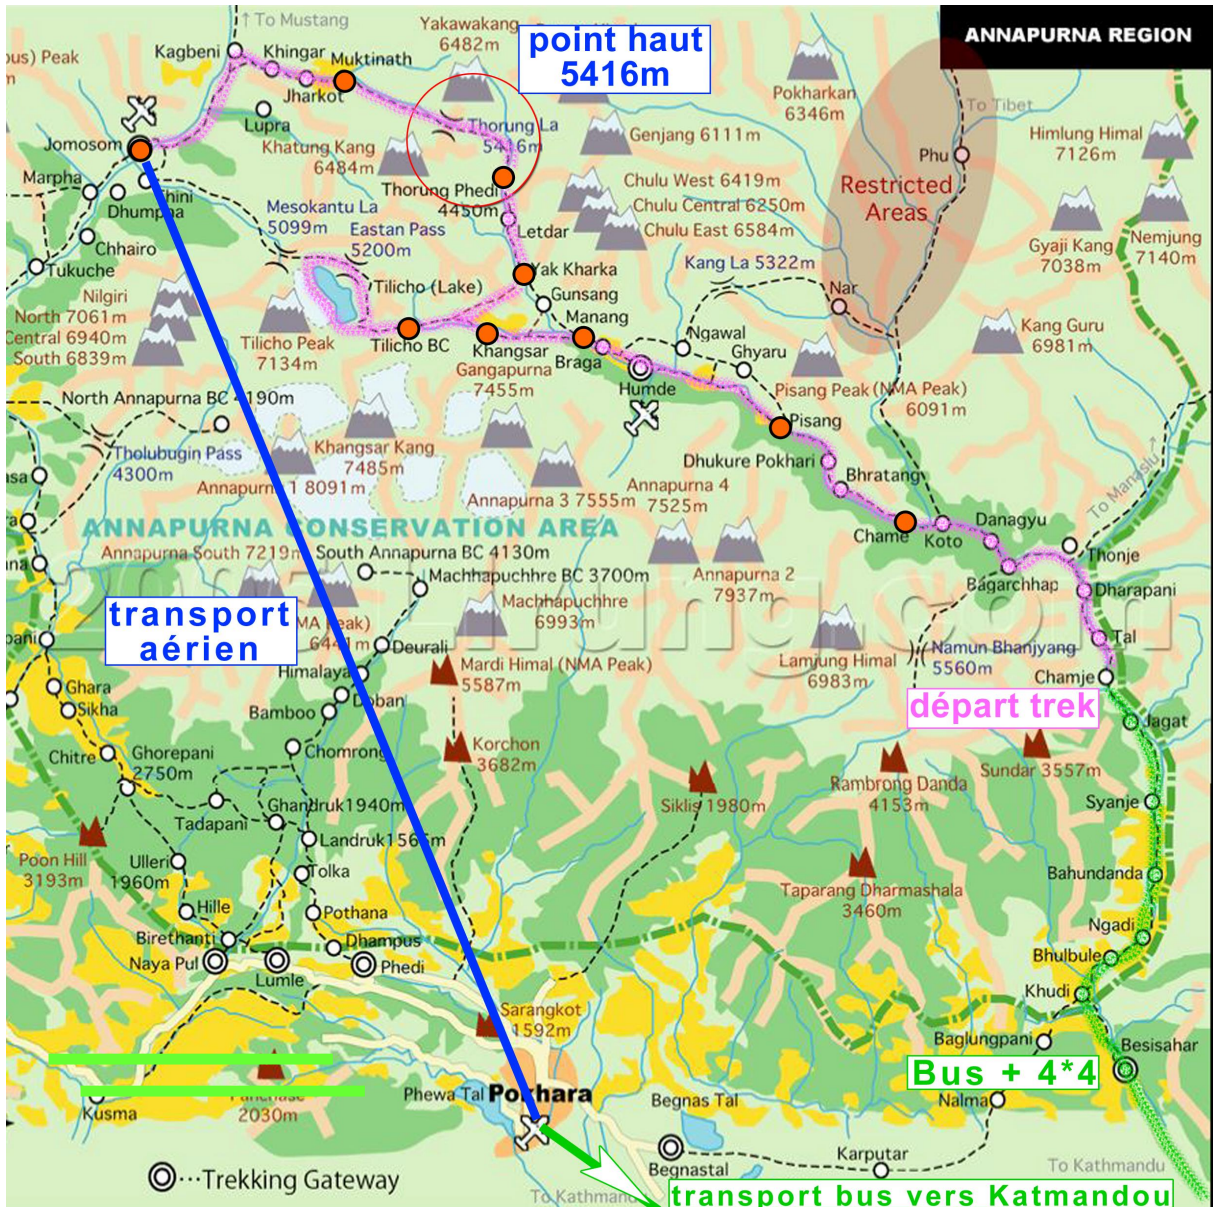 ANNAPURNA REGION
To Mustang
Yakawakang
6482m
point haut
5416m
Kagbeni
Khingar
Muktinath
Peak
Jharkot
Lupra
Pokharkan
6346m
To Tibet
Jomosom
Khatung Kang
6484m
Thorung La
Genjang 6111m
Himlung Himal
7126m
Phu
Marpha
Dhumpha
Thorung Phedi
4450m
Chulu West 6419m
Chulu Central 6250m
Chulu East 6584m
Restricted
Areas
Mesokantu La
5099m
Eastan Pass
5200m
Letdar
Chhairo
Tukuche
Gyaji Kang
7038m
Nemjung
7140m
Yak Kharka
Kang La 5322m
Nilgiri
North 7061m
Central 6940m
South 6839m
Tilicho (Lake)
Gunsang
Nar
Manang
Ngawal
Kang Guru
6981m
Tilicho Peak
7134m
Tilicho BC
Khangsar
Braga
Ghyaru
Gangapurna
7455m
Humde
Pisang Peak (NMA Peak)
6091m
North Annapurna BC 4190m
Pisang
Tholubugin Pass
4300m
Khangsar Kang
7485m
Dhukure Pokhari
Bhratang
Annapurna 1 8091m
Annapurna 3 7555m
Annapurna 4
7525m
To Manaslu
ANNAPURNA CONSERVATION AREA
Chame
Koto
Danagyu
Annapurna South 7219m
South Annapurna BC 4130m
Thonje
Bagarchhap
Machhapuchhre BC 3700m
Annapurna 2
7937m
Dharapani
transport
aérien
Machhapuchhre
6993m
Peak)
6441m
Deurali
Tal
Lamjung Himal
6983m
Namun Bhanjyang
5560m
Himalaya
Mardi Himal (NMA Peak)
5587m
Chamje
Ghara
Sikha
Doban
Bamboo
départ trek
Jagat
Chitre
Ghorepani
2750m
Chomrong
Korchon
3682m
Rambrong Danda
4153m
Sundar 3557m
Siklis 1980m
Syanje
Ghandruk 1940m
Tadapani
Landruk 1565m
Poon Hill
3193m
Ulleri
1960m
Tolka
Taparang Dharmashala
3460m
Bahundanda
Hille
Pothana
Ngadi
Birethanti
Dhampus
Naya Pul
Lumle
Phedi
Bhulbule
Khudi
Sarangkot
1592m
Baglungpani
Besisahar
Bus + 4*4
Kusma
2030m
Phewa Tal
Pokhara
Begnas Tal
Nalma
Trekking Gateway
Begnastal
Karputar
To Kathmandu
To Kathmandu
transport bus vers Katmandou